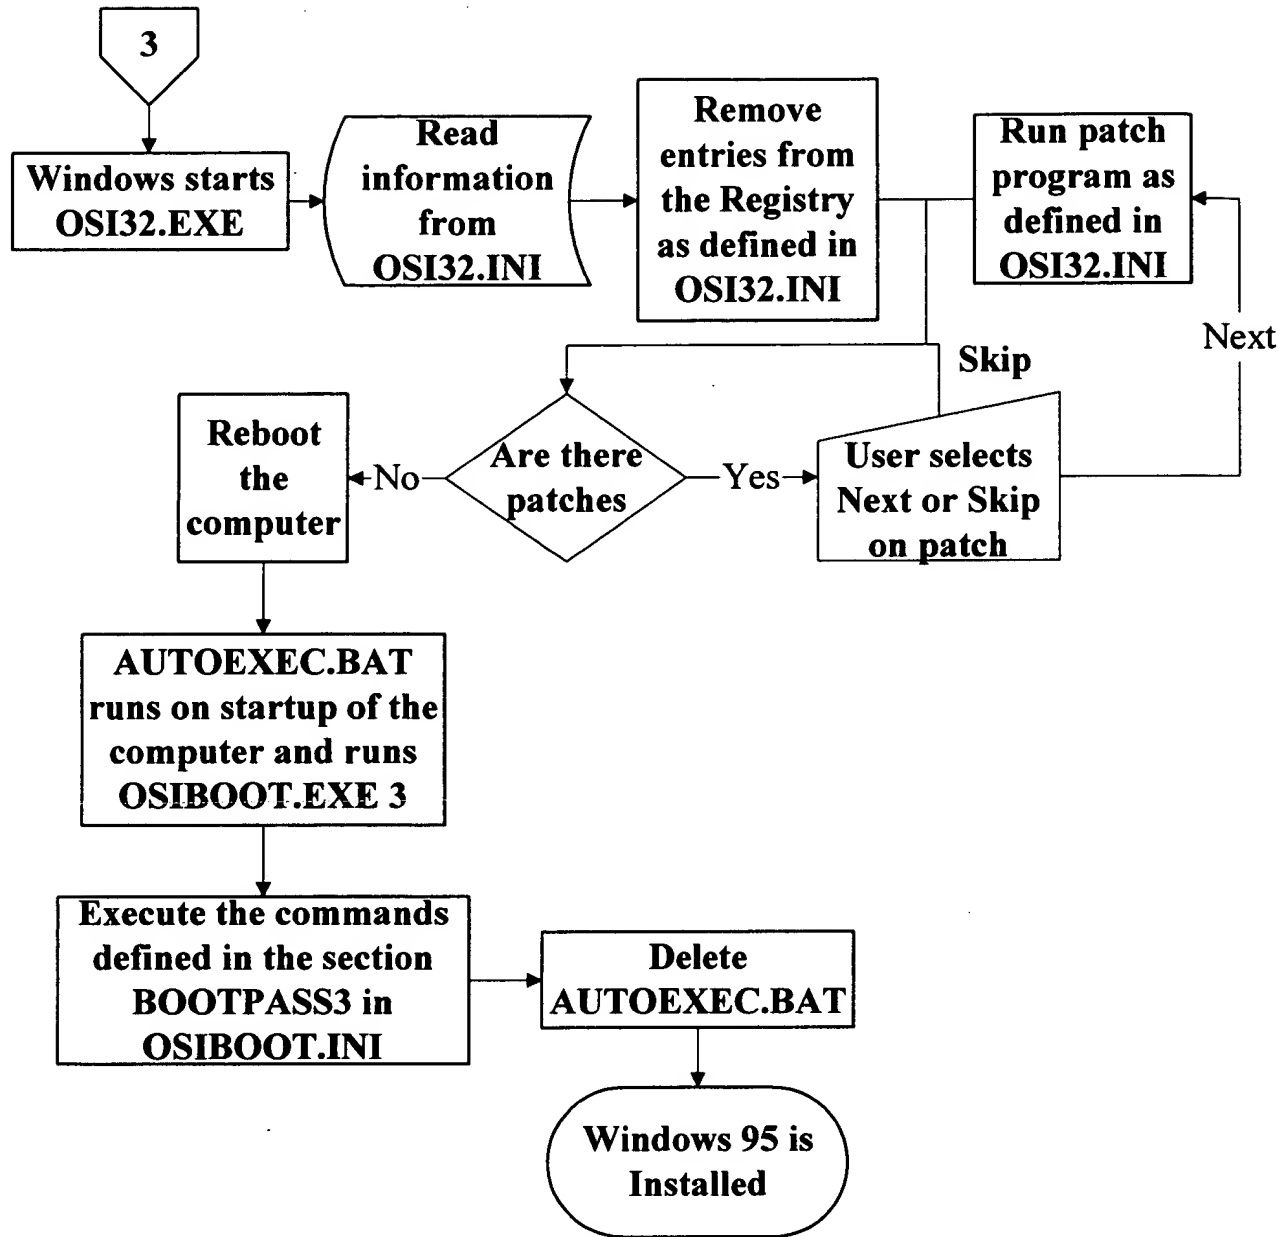 3
Windows starts
OSI32.EXE
Read
information
from
OSI32.INI
Remove
entries from
the Registry
as defined in
OSI32.INI
Run patch
program as
defined in
OSI32.INI
Next
Skip
Reboot
the
computer
No
Are there
patches
Yes
User selects
Next or Skip
on patch
AUTOEXEC.BAT
runs on startup of the
computer and runs
OSIBOOT.EXE 3
Execute the commands
defined in the section
BOOTPASS3 in
OSIBOOT.INI
Delete
AUTOEXEC.BAT
Windows 95 is
Installed